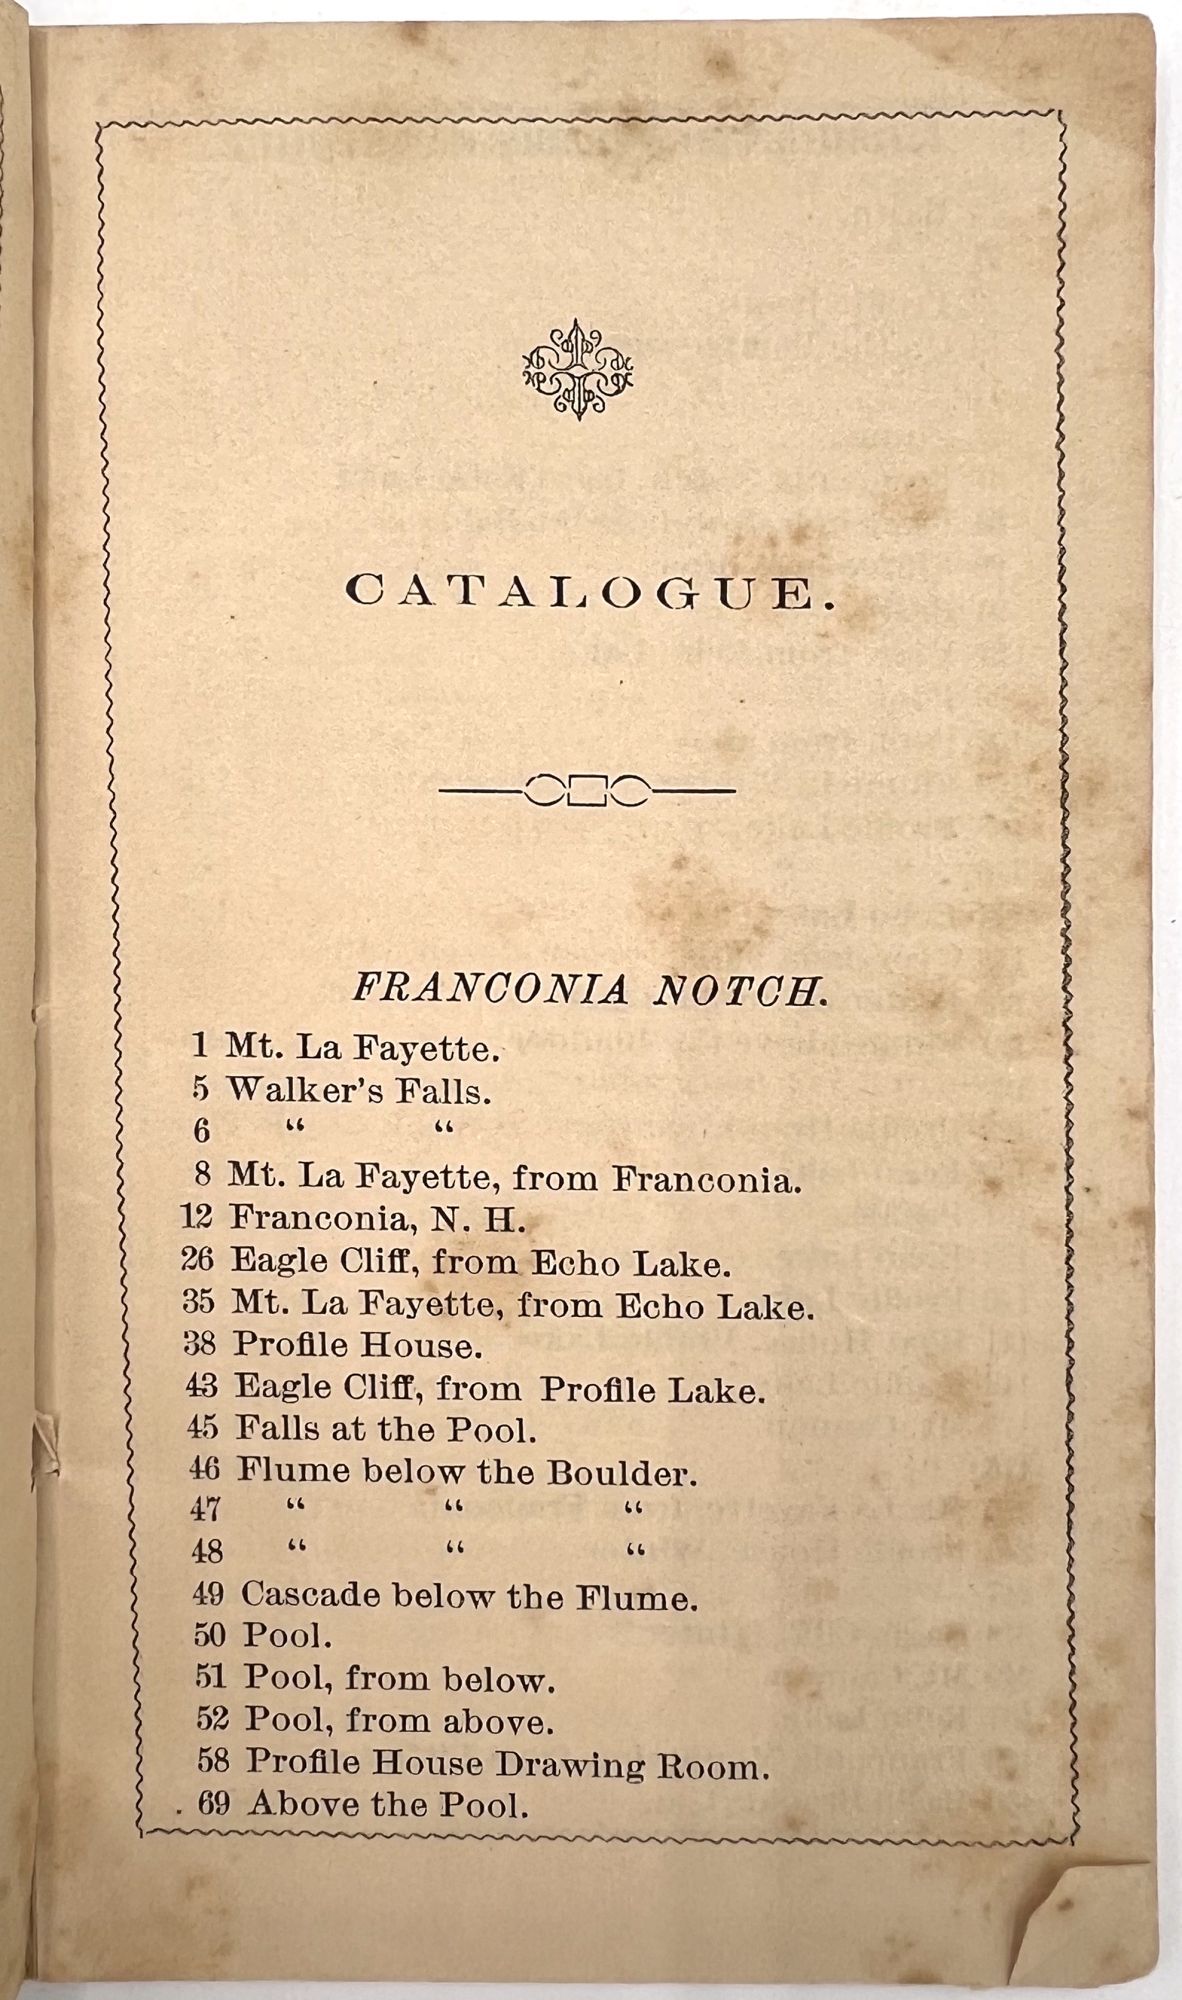 CATALOGUE.
FRANCONIA NOTCH.
1 Mt. La Fayette.
5 Walker's Falls.
6 “ “
8 Mt. La Fayette, from Franconia.
12 Franconia, N. H.
26 Eagle Cliff, from Echo Lake.
35 Mt. La Fayette, from Echo Lake.
38 Profile House.
43 Eagle Cliff, from Profile Lake.
45 Falls at the Pool.
46 Flume below the Boulder.
47 “ “ “
48 “ “ “
49 Cascade below the Flume.
50 Pool.
51 Pool, from below.
52 Pool, from above.
58 Profile House Drawing Room.
69 Above the Pool.